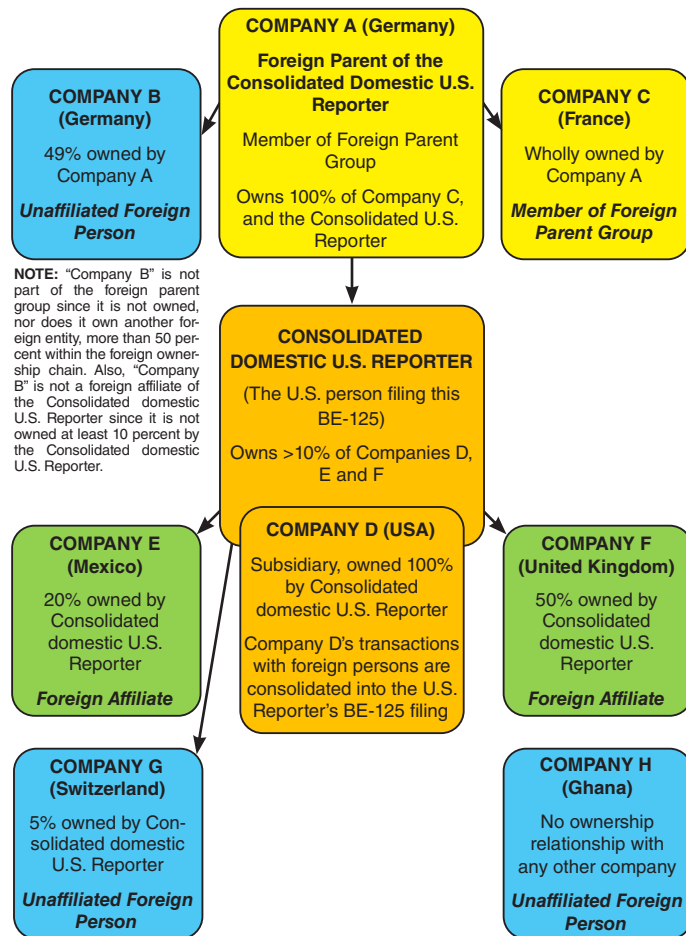 COMPANY A (Germany)
Foreign Parent of the
Consolidated Domestic U.S.
Reporter
Member of Foreign Parent
Group
Owns 100% of Company C,
and the Consolidated U.S.
Reporter
COMPANY B
(Germany)
49% owned by
Company A
Unaffiliated Foreign
Person
COMPANY C
(France)
Wholly owned by
Company A
Member of Foreign
Parent Group
NOTE: “Company B” is not
part of the foreign parent
group since it is not owned,
nor does it own another for-
eign entity, more than 50 per-
cent within the foreign owner-
ship chain. Also, “Company
B” is not a foreign affiliate of
the Consolidated domestic
U.S. Reporter since it is not
owned at least 10 percent by
the Consolidated domestic
U.S. Reporter.
CONSOLIDATED
DOMESTIC U.S. REPORTER
(The U.S. person filing this
BE-125)
Owns >10% of Companies D,
E and F
COMPANY D (USA)
Subsidiary, owned 100%
by Consolidated
domestic U.S. Reporter
Company D’s transactions
with foreign persons are
consolidated into the U.S.
Reporter’s BE-125 filing
COMPANY E
(Mexico)
20% owned by
Consolidated
domestic U.S.
Reporter
Foreign Affiliate
COMPANY F
(United Kingdom)
50% owned by
Consolidated
domestic U.S.
Reporter
Foreign Affiliate
COMPANY G
(Switzerland)
5% owned by Con-
solidated domestic
U.S. Reporter
Unaffiliated Foreign
Person
COMPANY H
(Ghana)
No ownership
relationship with
any other company
Unaffiliated Foreign
Person